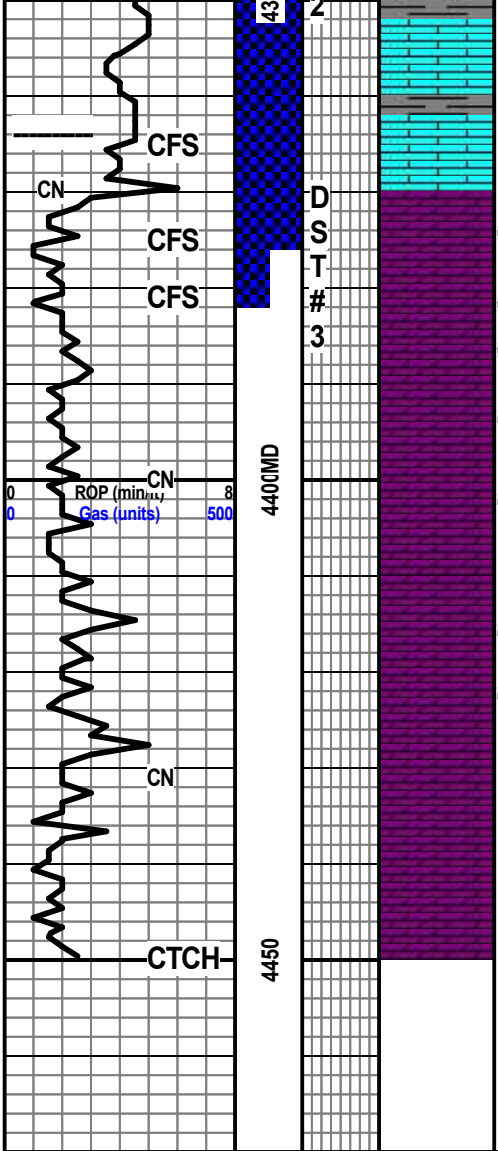 2
CFS
CN
CFS
CFS
DST#3
CN
0 ROP (min/ft) 8
0 Gas (units) 500
4400MD
CN
CTCH
4450